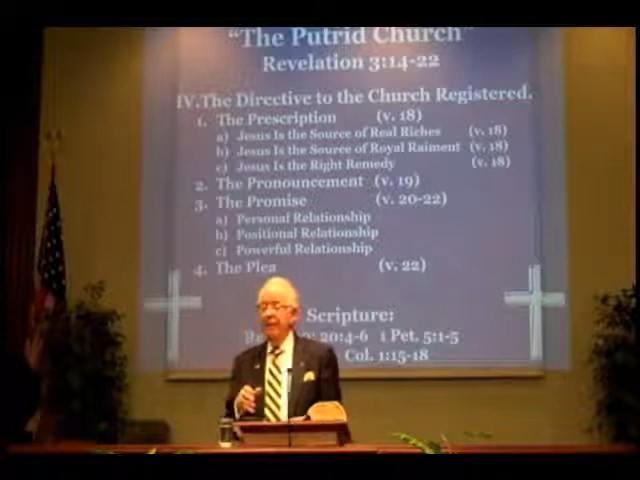 "The Putrid Church"
Revelation 3:14-22
IV. The Directive to the Church Registered.
1. The Prescription (v. 18)
a) Jesus Is the Source of Real Riches (v. 18)
b) Jesus Is the Source of Royal Raiment (v. 18)
c) Jesus Is the Right Remedy (v. 18)
2. The Pronouncement (v. 19)
3. The Promise (v. 20-22)
a) Personal Relationship
b) Positional Relationship
c) Powerful Relationship
4. The Plea (v. 22)
Scripture:
20:4-6 1 Pet. 5:1-5
Col. 1:15-18